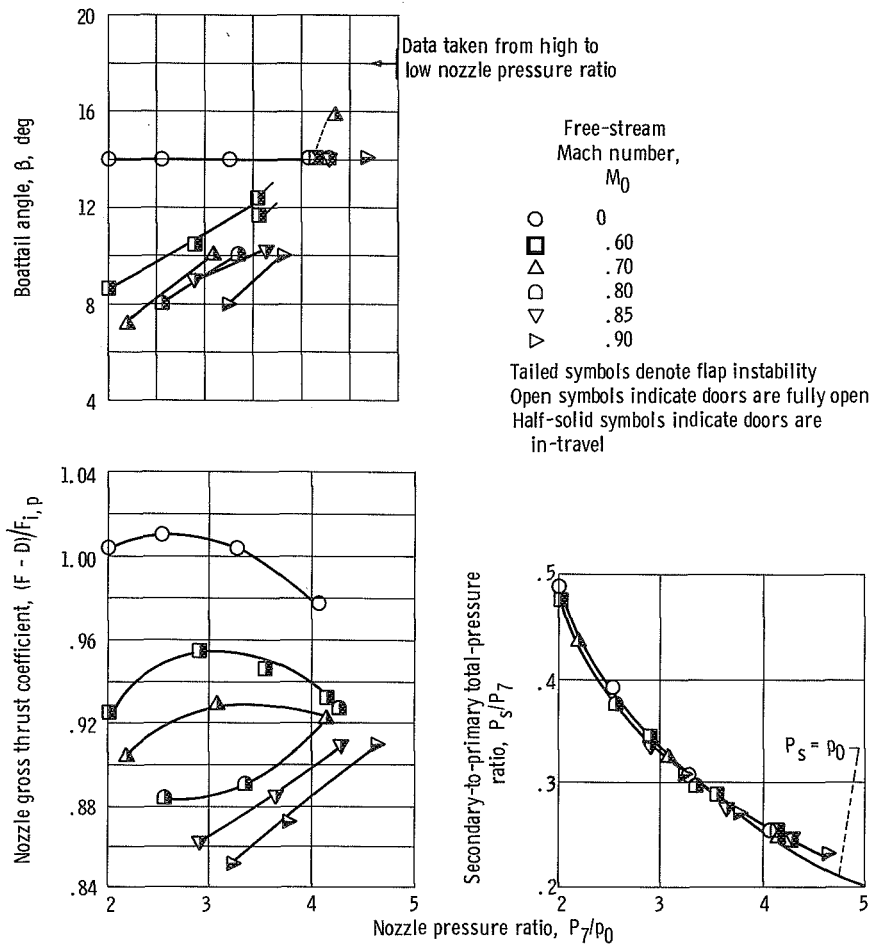 20
16
12
8
4
Boattail angle, β, deg
Data taken from high to
low nozzle pressure ratio
Free-stream
Mach number,
M0
0
.60
.70
.80
.85
.90
Tailed symbols denote flap instability
Open symbols indicate doors are fully open
Half-solid symbols indicate doors are
in-travel
1.04
1.00
.96
.92
.88
.84
Nozzle gross thrust coefficient, (F - D)/Fi, p
2
3
4
5
.5
.4
.3
.2
Secondary-to-primary total-pressure
ratio, Ps/P7
Ps = p0
2
3
4
5
Nozzle pressure ratio, P7/p0